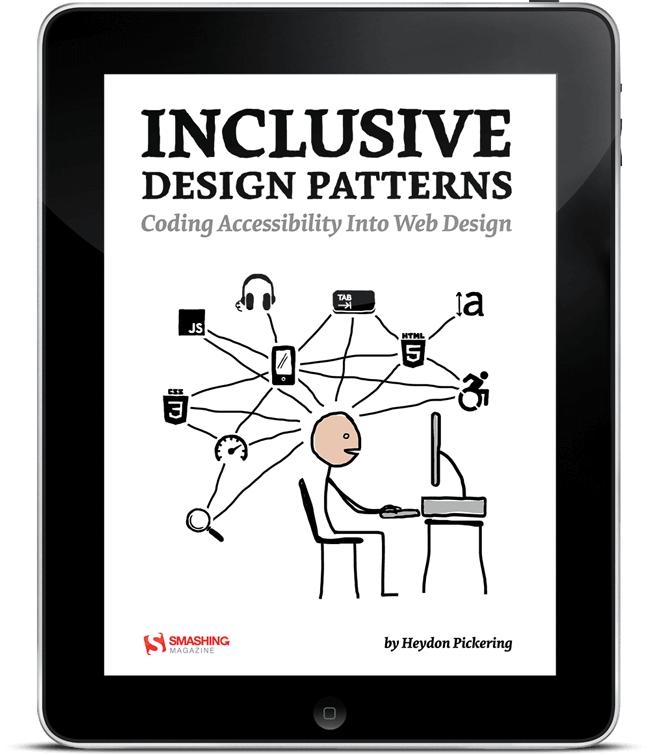 INCLUSIVE
DESIGN PATTERNS
Coding Accessibility Into Web Design
TAB
a
JS
HTML
5
CSS
3
SMASHING
MAGAZINE
by Heydon Pickering